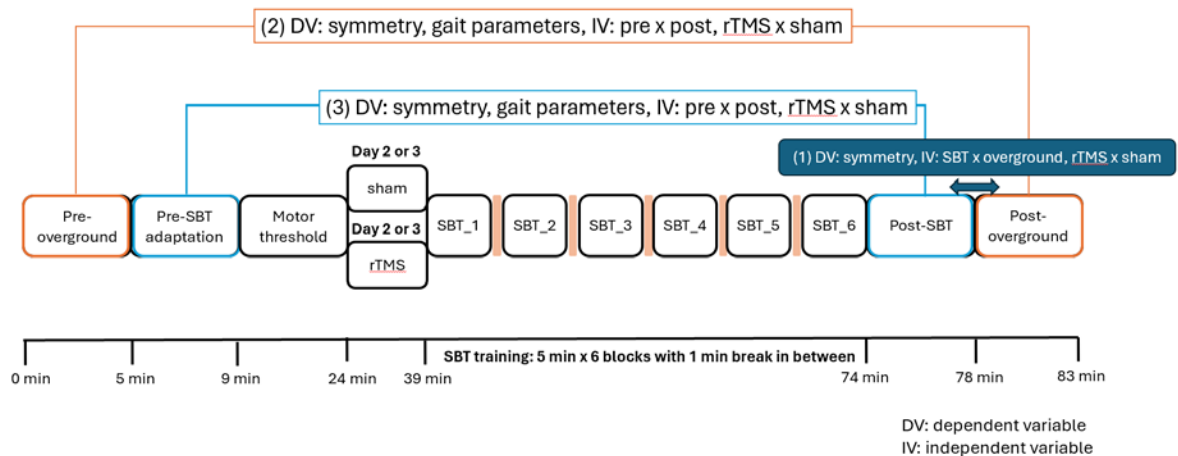 (2) DV: symmetry, gait parameters, IV: pre x post, rTMS x sham
(3) DV: symmetry, gait parameters, IV: pre x post, rTMS x sham
(1) DV: symmetry, IV: SBT x overground, rTMS x sham
Pre-
overground
Pre-SBT
adaptation
Motor
threshold
Day 2 or 3
sham
Day 2 or 3
rTMS
SBT_1
SBT_2
SBT_3
SBT_4
SBT_5
SBT_6
Post-SBT
Post-
overground
SBT training: 5 min x 6 blocks with 1 min break in between
0 min
5 min
9 min
24 min
39 min
74 min
78 min
83 min
DV: dependent variable
IV: independent variable